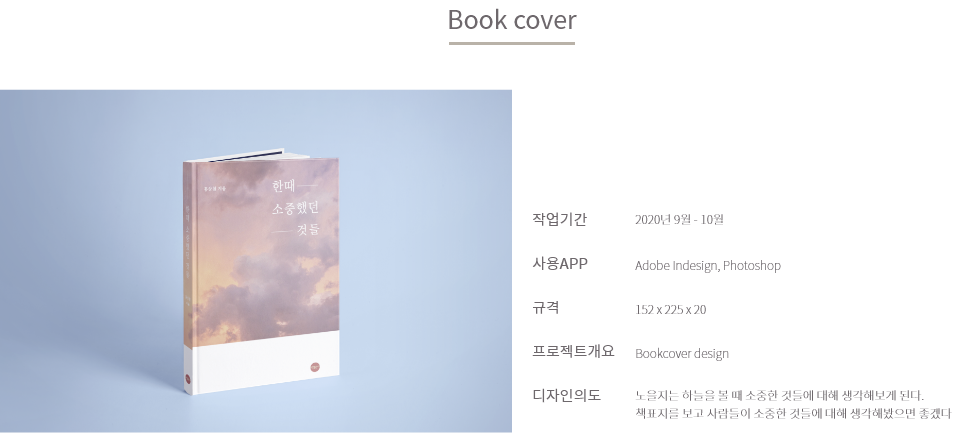 Book cover
한때
소중했던
것들
작업기간 2020년 9월 - 10월
사용APP Adobe Indesign, Photoshop
규격 152 x 225 x 20
프로젝트개요 Bookcover design
디자인의도 노을지는 하늘을 볼 때 소중한 것들에 대해 생각해보게 된다.
책표지를 보고 사람들이 소중한 것들에 대해 생각해봤으면 좋겠다